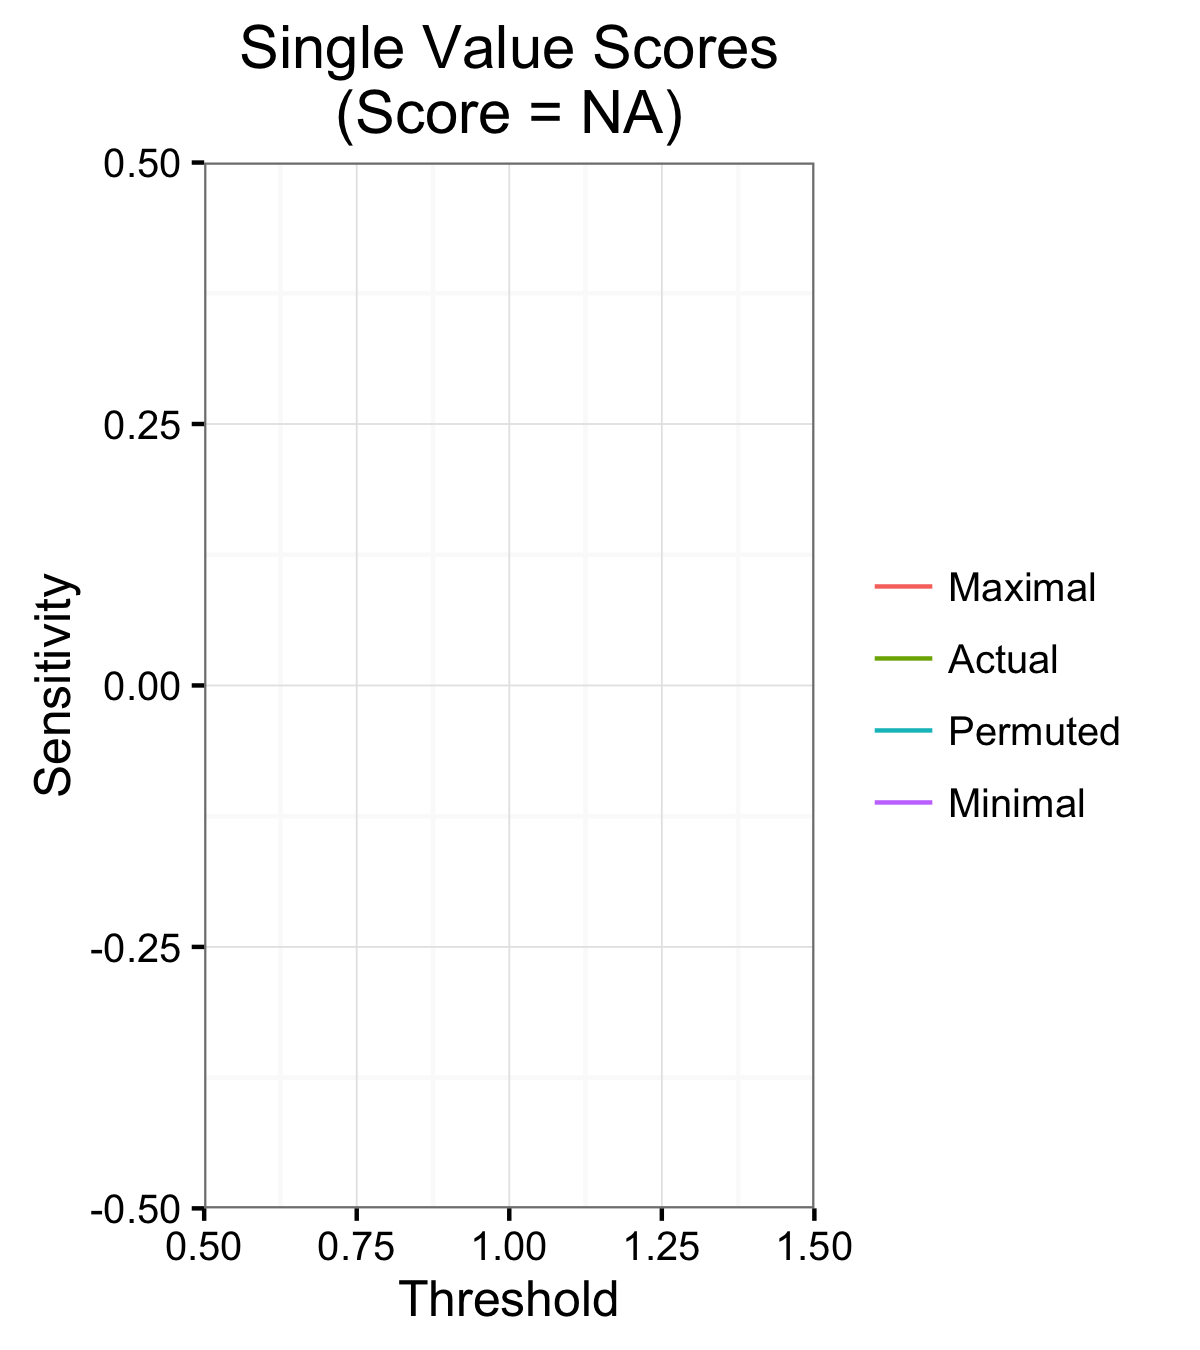 Single Value Scores
(Score = NA)
0.50
0.25
0.00
-0.25
-0.50
Sensitivity
0.50 0.75 1.00 1.25 1.50
Threshold
Maximal
Actual
Permuted
Minimal